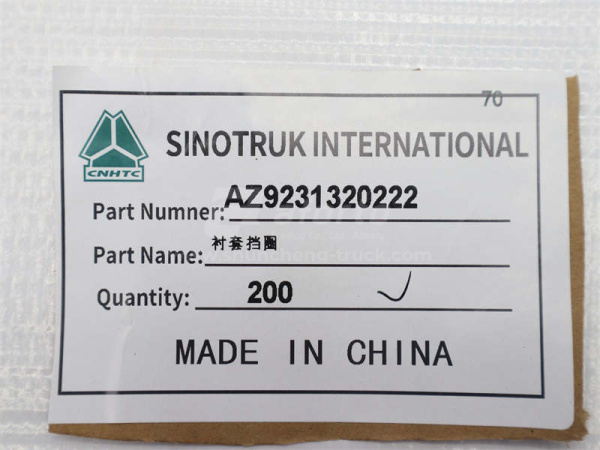 70
SINOTRUK INTERNATIONAL
CNHTC
Part Numner: AZ9231320222
Part Name: 衬套挡圈
Quantity: 200
MADE IN CHINA